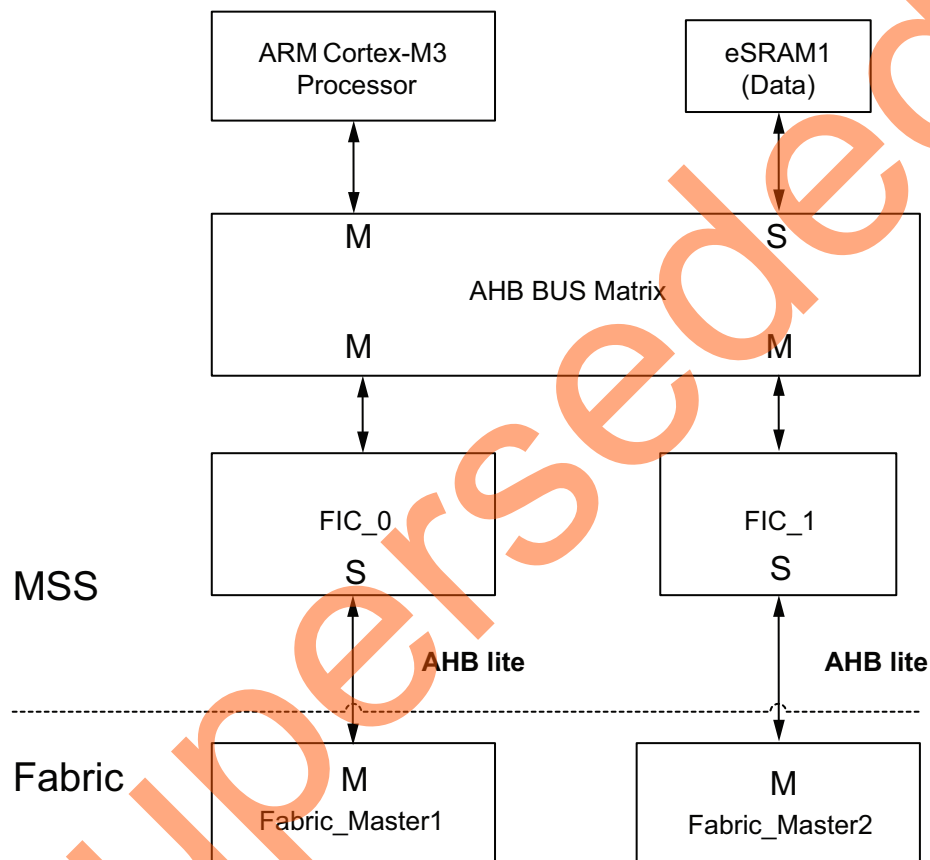 ARM Cortex-M3
Processor
eSRAM1
(Data)
M
S
AHB BUS Matrix
M
M
FIC_0
FIC_1
S
S
MSS
AHB lite
AHB lite
Fabric
M
M
Fabric_Master1
Fabric_Master2
uperseded